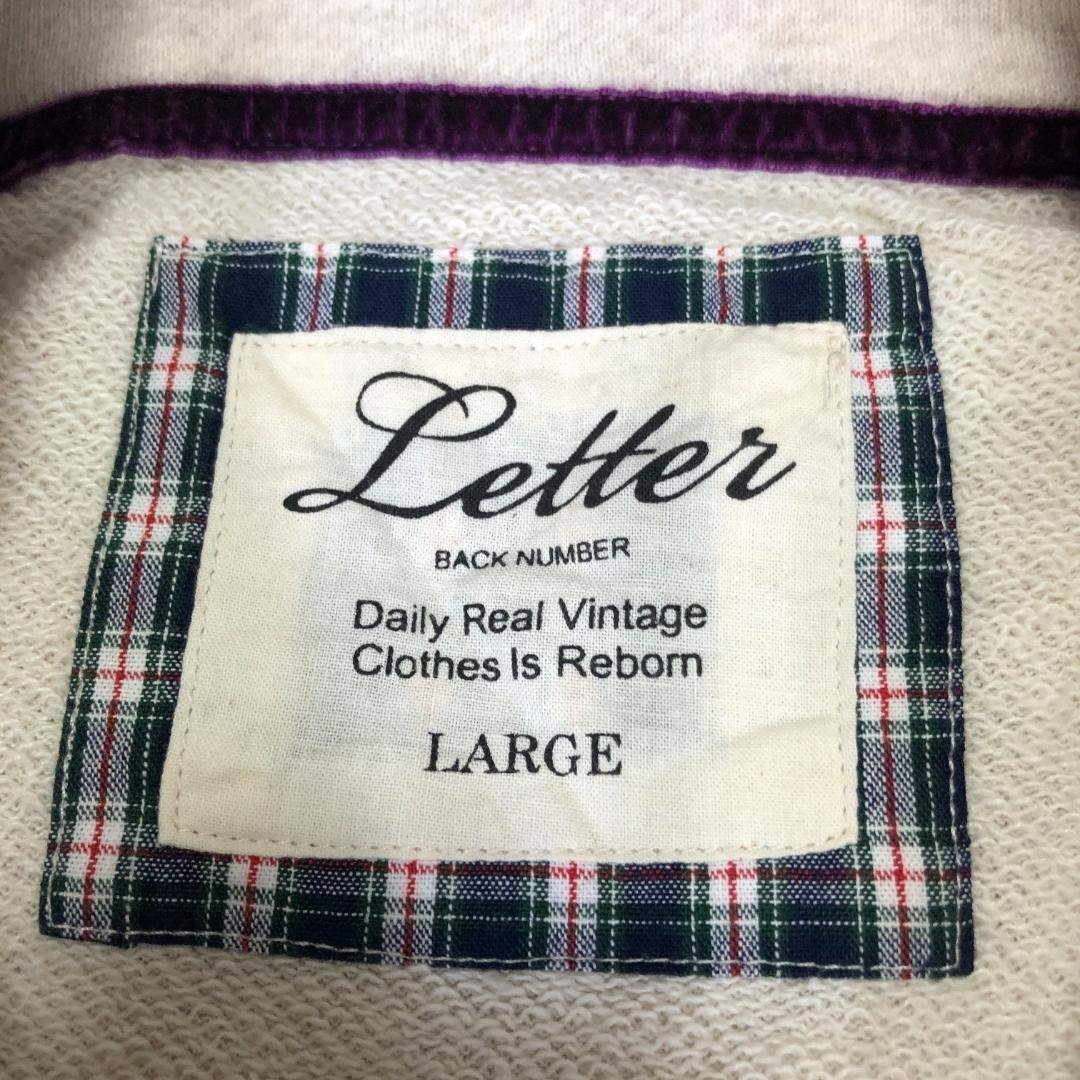 Letter
BACK NUMBER
Daily Real Vintage
Clothes Is Reborn
LARGE